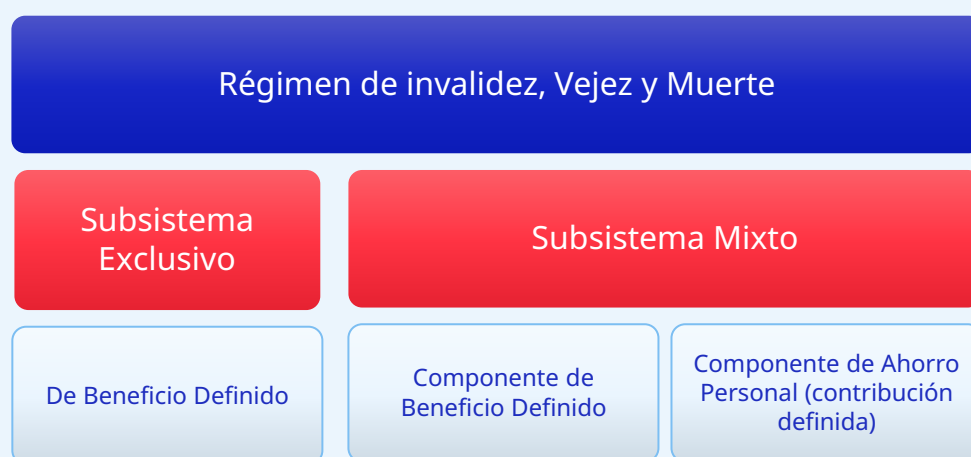 Régimen de invalidez, Vejez y Muerte
Subsistema
Exclusivo
Subsistema Mixto
De Beneficio Definido
Componente de
Beneficio Definido
Componente de Ahorro
Personal (contribución
definida)